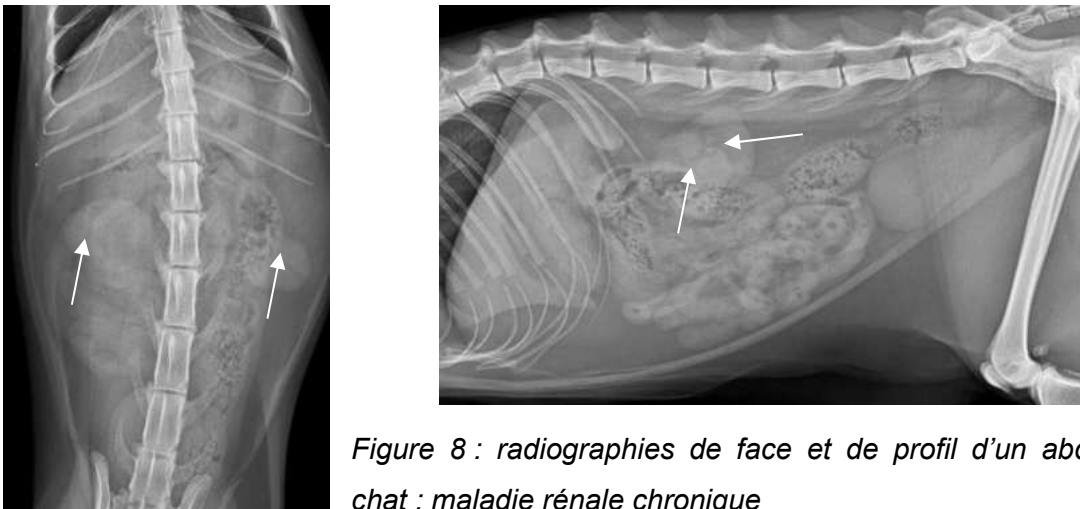 Figure 8 : radiographies de face et de profil d'un
chat : maladie rénale chronique